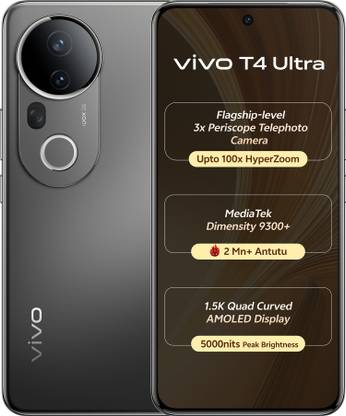 vivo T4 Ultra
Flagship-level
3x Periscope Telephoto
Camera
Upto 100x HyperZoom
MediaTek
Dimensity 9300+
2 Mn+ Antutu
1.5K Quad Curved
AMOLED Display
5000nits Peak Brightness
vivo